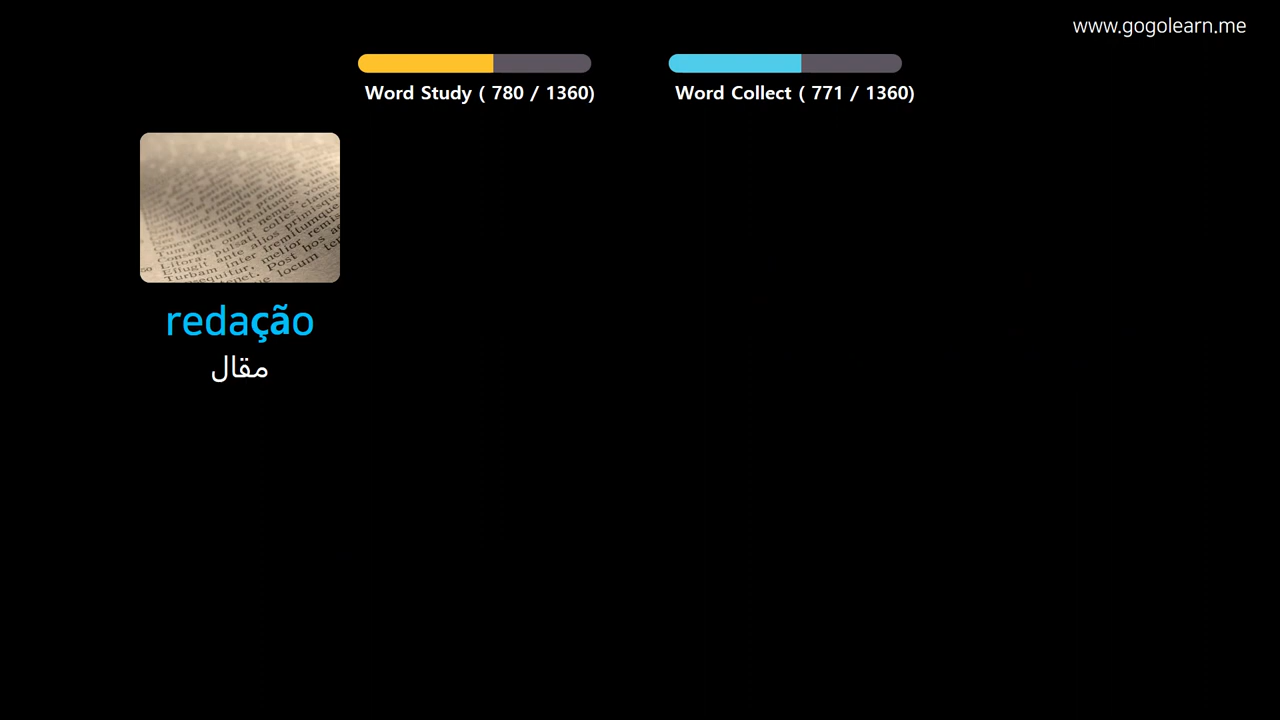 www.gogolearn.me
Word Study ( 780 / 1360)
Word Collect ( 771 / 1360)
redação
مقال